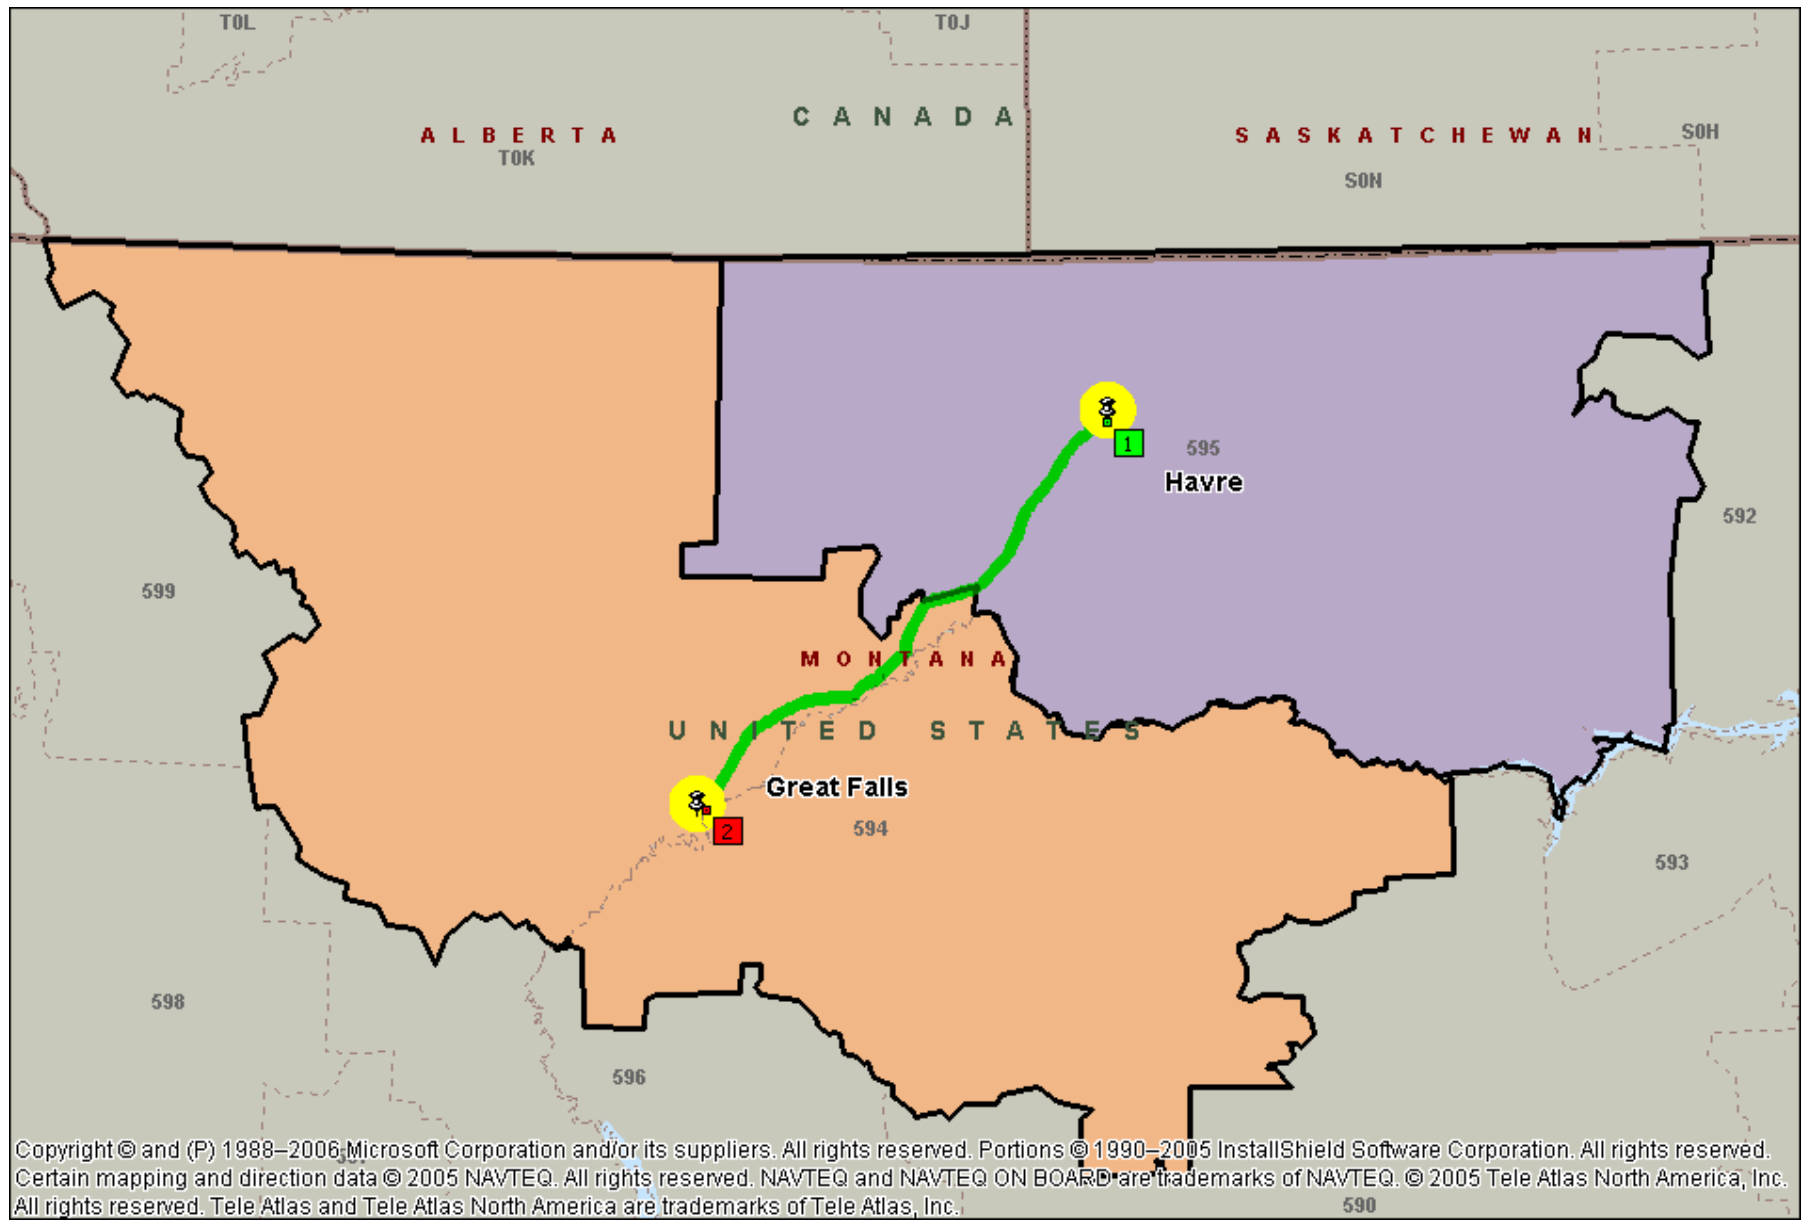 T0L
T0J
CANADA
ALBERTA
SASKATCHEWAN
S0H
T0K
S0N
1
595
Havre
592
599
MONTANA
UNITED STATES
Great Falls
2
594
593
598
596
Copyright © and (P) 1988–2006 Microsoft Corporation and/or its suppliers. All rights reserved. Portions © 1990–2005 InstallShield Software Corporation. All rights reserved.
Certain mapping and direction data © 2005 NAVTEQ. All rights reserved. NAVTEQ and NAVTEQ ON BOARD are trademarks of NAVTEQ. © 2005 Tele Atlas North America, Inc.
All rights reserved. Tele Atlas and Tele Atlas North America are trademarks of Tele Atlas, Inc.
590